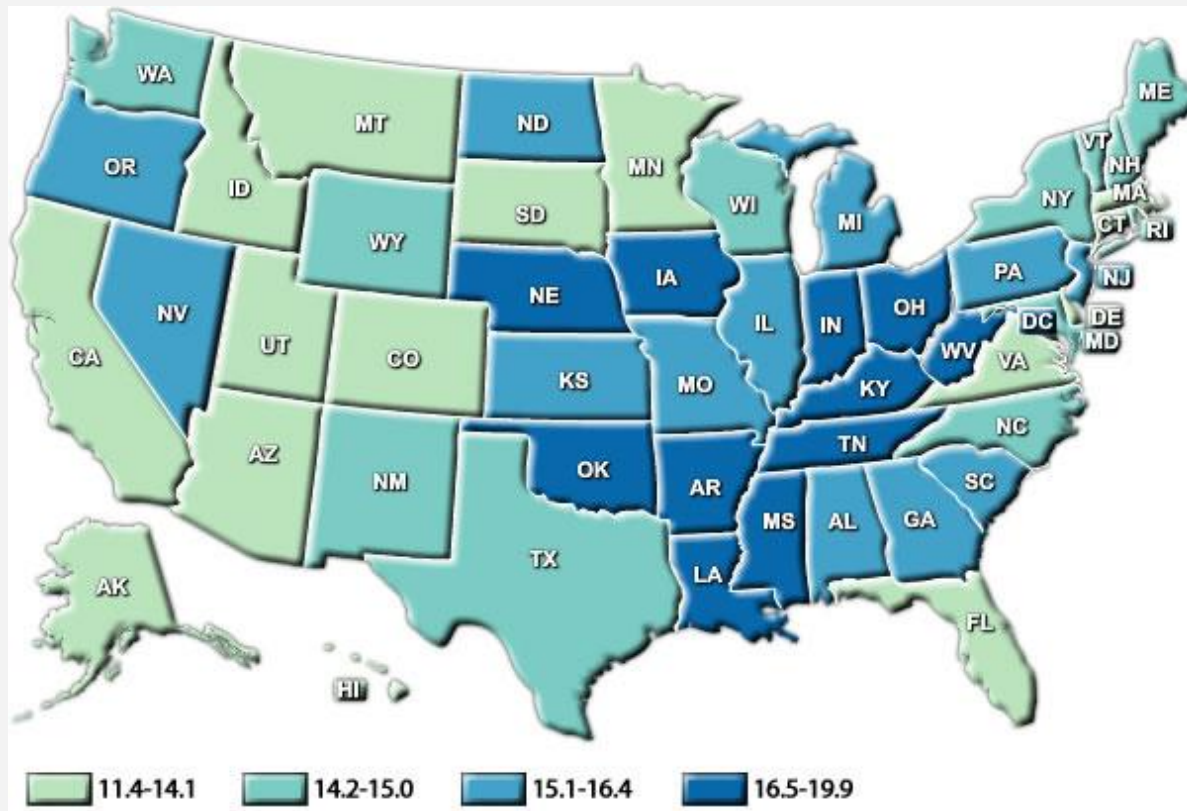 WA
MT
ND
MN
ME
VT
NH
OR
ID
SD
WI
MI
NY
MA
CT
RI
WY
IA
PA
NJ
NE
IL
IN
OH
DC
DE
MD
NV
UT
CO
KS
MO
WV
VA
KY
CA
AZ
NM
OK
AR
TN
NC
SC
MS
AL
GA
TX
LA
FL
AK
HI
11.4-14.1 14.2-15.0 15.1-16.4 16.5-19.9